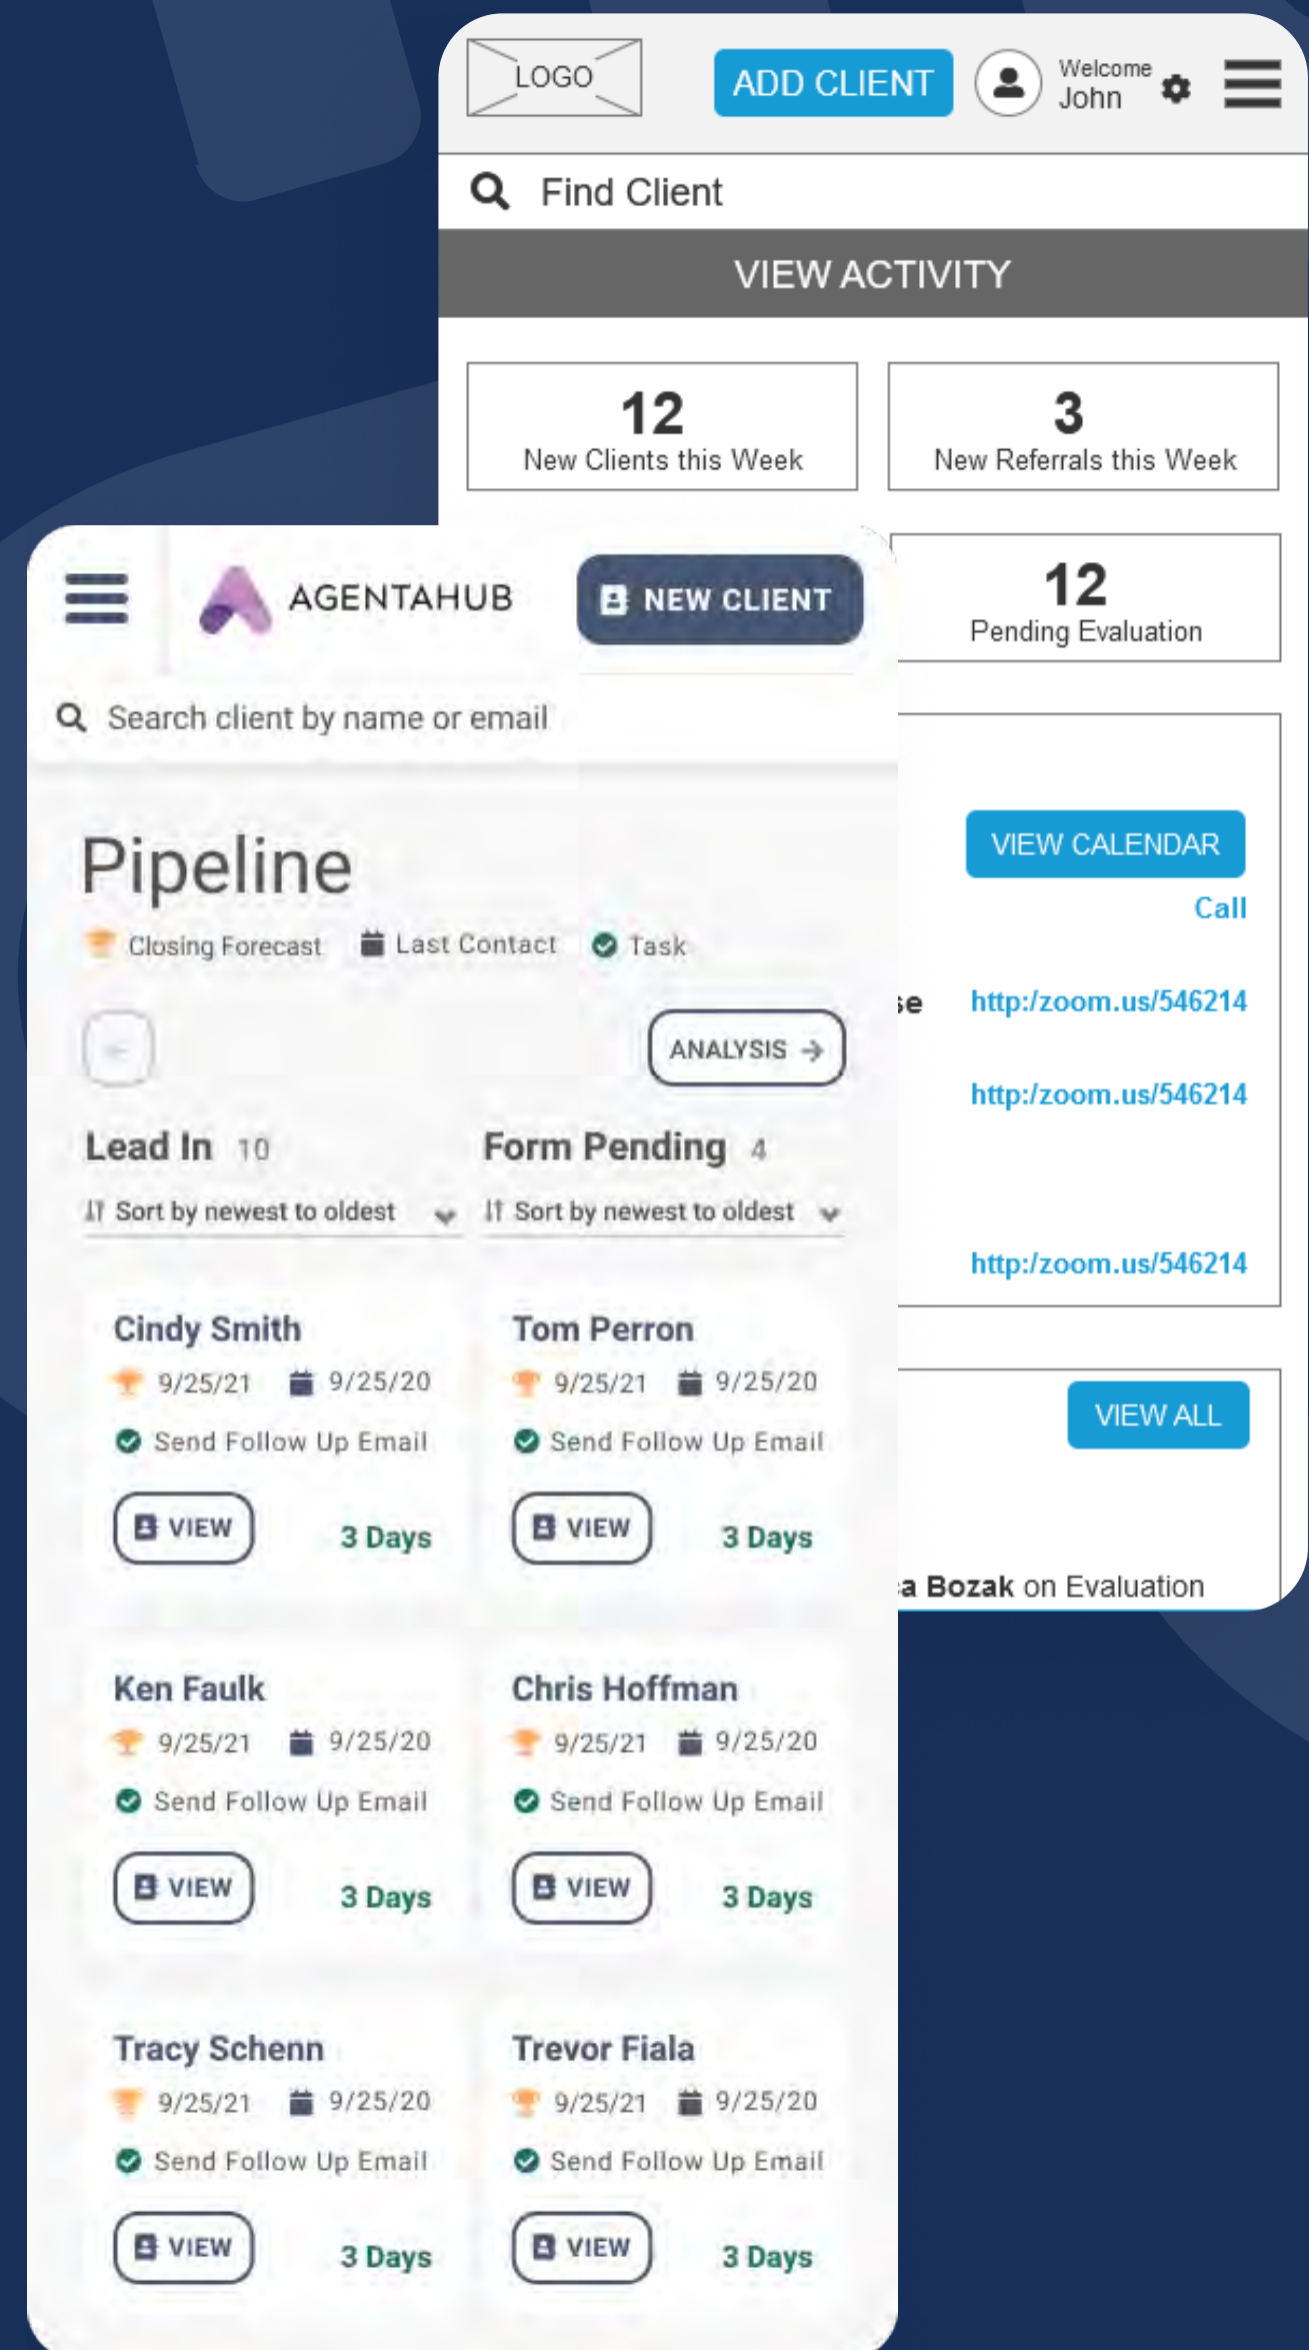 LOGO
ADD CLIENT
Welcome
John
Find Client
VIEW ACTIVITY
12
New Clients this Week
3
New Referrals this Week
12
Pending Evaluation
VIEW CALENDAR
Call
se http:/zoom.us/546214
http:/zoom.us/546214
http:/zoom.us/546214
VIEW ALL
a Bozak on Evaluation
AGENTAHUB
NEW CLIENT
Search client by name or email
Pipeline
Closing Forecast Last Contact Task
ANALYSIS →
Lead In 10
Sort by newest to oldest
Form Pending 4
Sort by newest to oldest
Cindy Smith
9/25/21 9/25/20
Send Follow Up Email
VIEW 3 Days
Tom Perron
9/25/21 9/25/20
Send Follow Up Email
VIEW 3 Days
Ken Faulk
9/25/21 9/25/20
Send Follow Up Email
VIEW 3 Days
Chris Hoffman
9/25/21 9/25/20
Send Follow Up Email
VIEW 3 Days
Tracy Schenn
9/25/21 9/25/20
Send Follow Up Email
VIEW 3 Days
Trevor Fiala
9/25/21 9/25/20
Send Follow Up Email
VIEW 3 Days